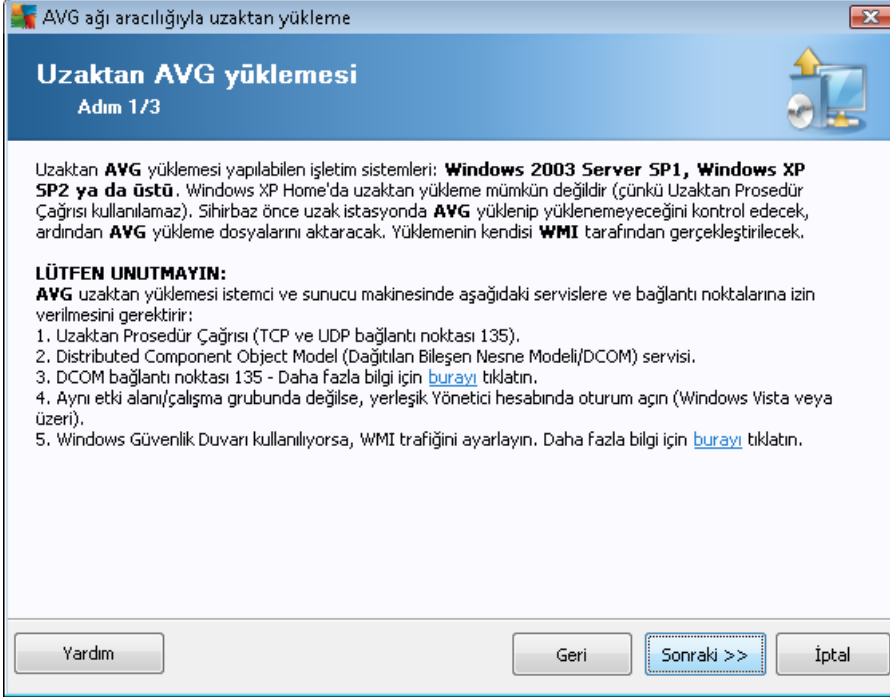 AVG ağı aracılığıyla uzaktan yükleme
Uzaktan AVG yüklemesi
Adım 1/3
Uzaktan AVG yüklemesi yapılabilen işletim sistemleri: Windows 2003 Server SP1, Windows XP
SP2 ya da üstü. Windows XP Home'da uzaktan yükleme mümkün değildir (çünkü Uzaktan Prosedür
Çağrısı kullanılamaz). Sihirbaz önce uzak istasyonda AVG yüklenip yüklenemeyeceğini kontrol edecek,
ardından AVG yükleme dosyalarını aktaracak. Yüklemenin kendisi WMI tarafından gerçekleştirilecek.
LÜTFEN UNUTMAYIN:
AVG uzaktan yüklemesi istemci ve sunucu makinesinde aşağıdaki servislere ve bağlantı noktalarına izin
verilmesini gerektirir:
1. Uzaktan Prosedür Çağrısı (TCP ve UDP bağlantı noktası 135).
2. Distributed Component Object Model (Dağıtılan Bileşen Nesne Modeli/DCOM) servisi.
3. DCOM bağlantı noktası 135 - Daha fazla bilgi için burayı tıklatın.
4. Aynı etki alanı/çalışma grubunda değilse, yerleşik Yönetici hesabında oturum açın (Windows Vista veya
üzeri).
5. Windows Güvenlik Duvarı kullanılıyorsa, WMI trafiğini ayarlayın. Daha fazla bilgi için burayı tıklatın.
Yardım
Geri
Sonraki >>
İptal